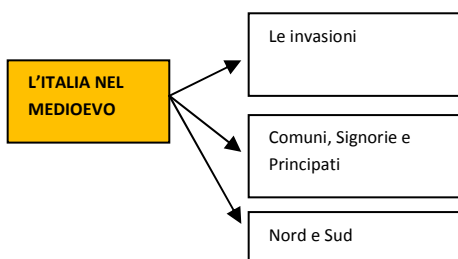 Le invasioni
L’ITALIA NEL
MEDIOEVO
Comuni, Signorie e
Principati
Nord e Sud